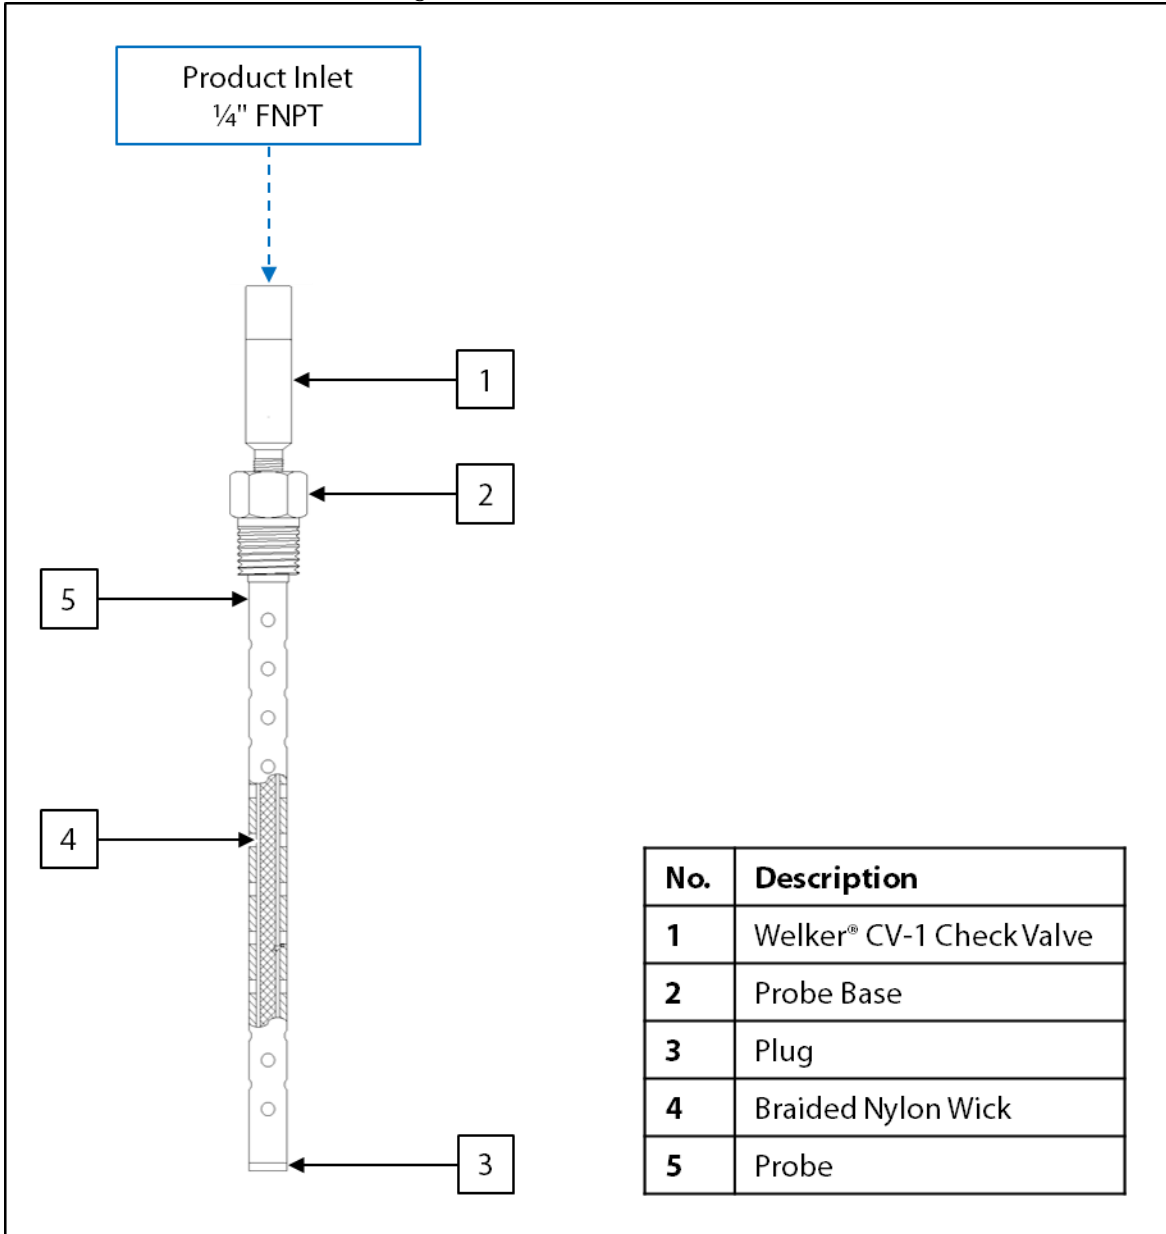 Product Inlet
¼" FNPT
1
2
5
4
3
No. Description
1 Welker® CV-1 Check Valve
2 Probe Base
3 Plug
4 Braided Nylon Wick
5 Probe